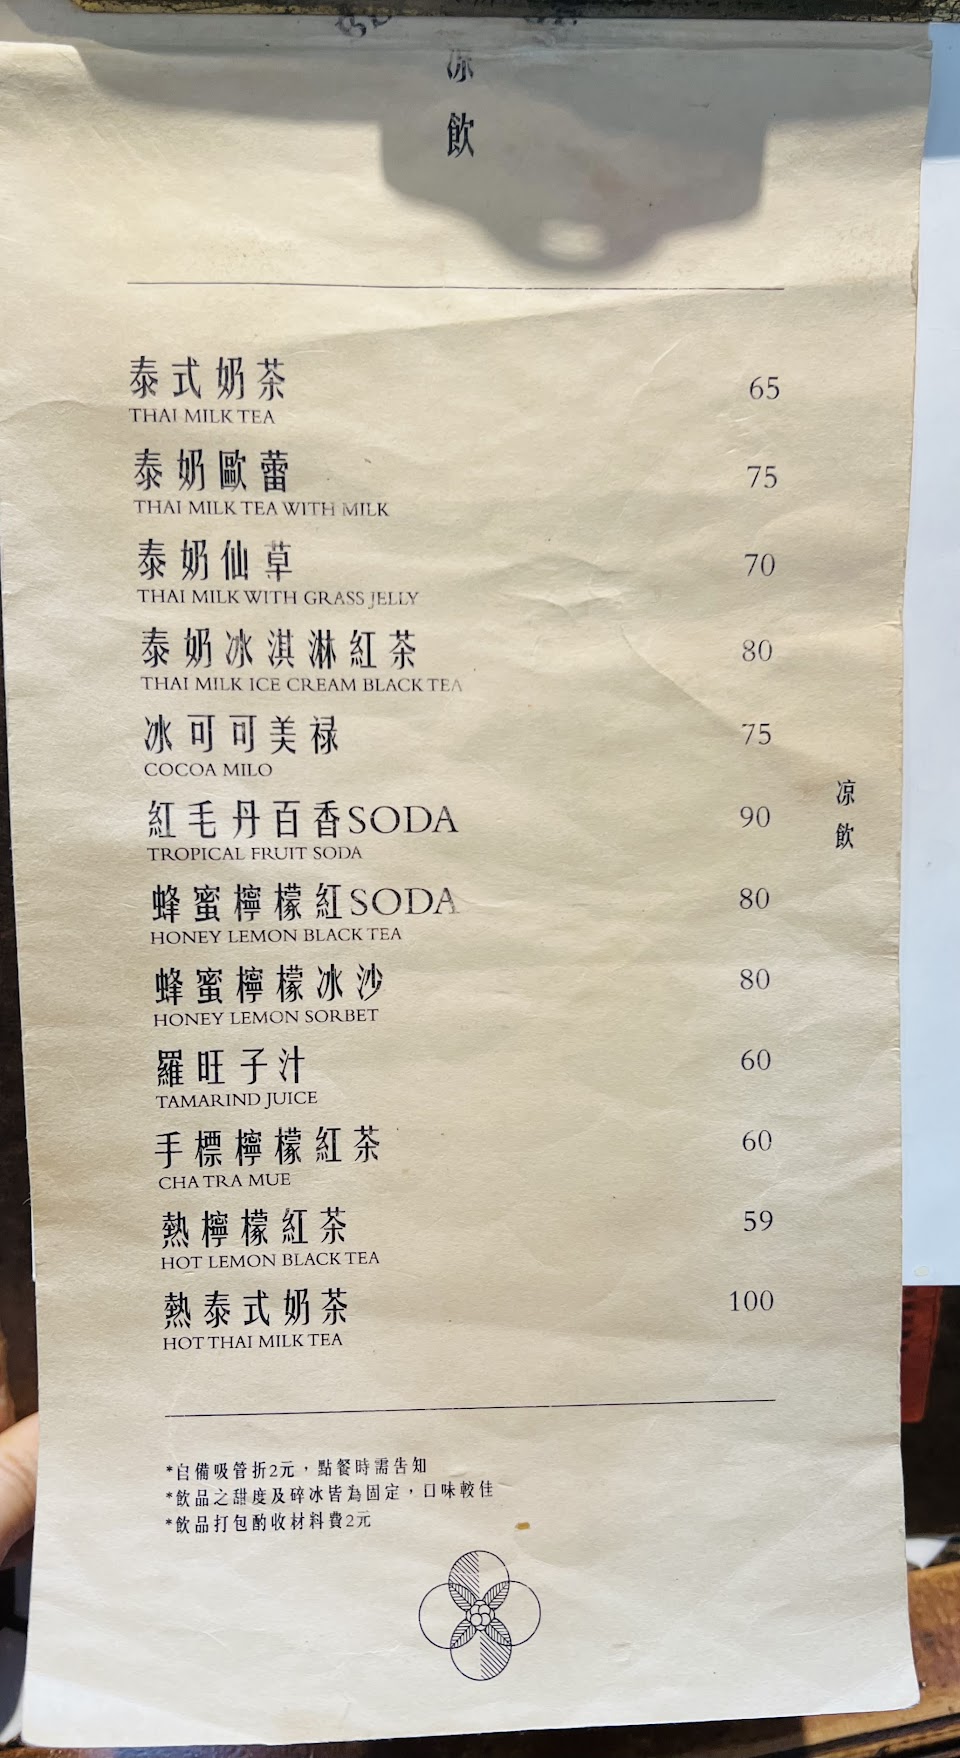 凉飲
泰式奶茶 65
THAI MILK TEA
泰奶歐蕾 75
THAI MILK TEA WITH MILK
泰奶仙草 70
THAI MILK WITH GRASS JELLY
泰奶冰淇淋紅茶 80
THAI MILK ICE CREAM BLACK TEA
冰可可美禄 75
COCOA MILO
紅毛丹百香SODA 90
TROPICAL FRUIT SODA
凉飲
蜂蜜檸檬紅SODA 80
HONEY LEMON BLACK TEA
蜂蜜檸檬冰沙 80
HONEY LEMON SORBET
羅旺子汁 60
TAMARIND JUICE
手標檸檬紅茶 60
CHA TRA MUE
熱檸檬紅茶 59
HOT LEMON BLACK TEA
熱泰式奶茶 100
HOT THAI MILK TEA
*自備吸管折2元，點餐時需告知
*飲品之甜度及碎冰皆為固定，口味較佳
*飲品打包酌收材料費2元